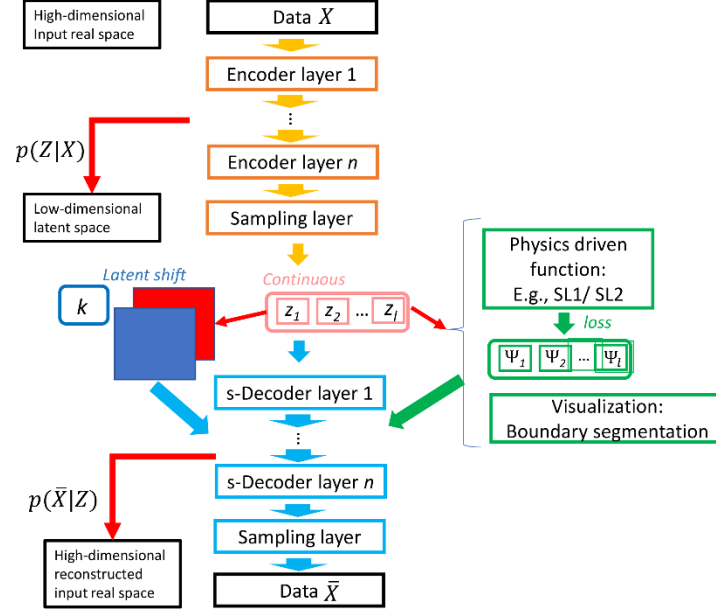 High-dimensional
Input real space
Data X
Encoder layer 1
⋮
p(Z|X)
Encoder layer n
Low-dimensional
latent space
Sampling layer
Physics driven
function:
E.g., SL1/ SL2
Latent shift
Continuous
k
z₁ z₂ ... zₗ
loss
Ψ₁ Ψ₂ ... Ψₗ
s-Decoder layer 1
⋮
Visualization:
Boundary segmentation
p(X̄|Z)
s-Decoder layer n
Sampling layer
High-dimensional
reconstructed
input real space
Data X̄